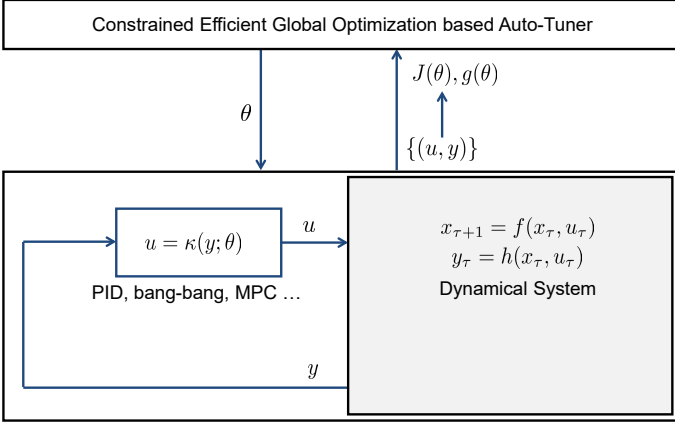 Constrained Efficient Global Optimization based Auto-Tuner
θ
J(θ), g(θ)
{(u, y)}
u = κ(y; θ)
u
PID, bang-bang, MPC …
x_{τ+1} = f(x_τ, u_τ)
y_τ = h(x_τ, u_τ)
Dynamical System
y